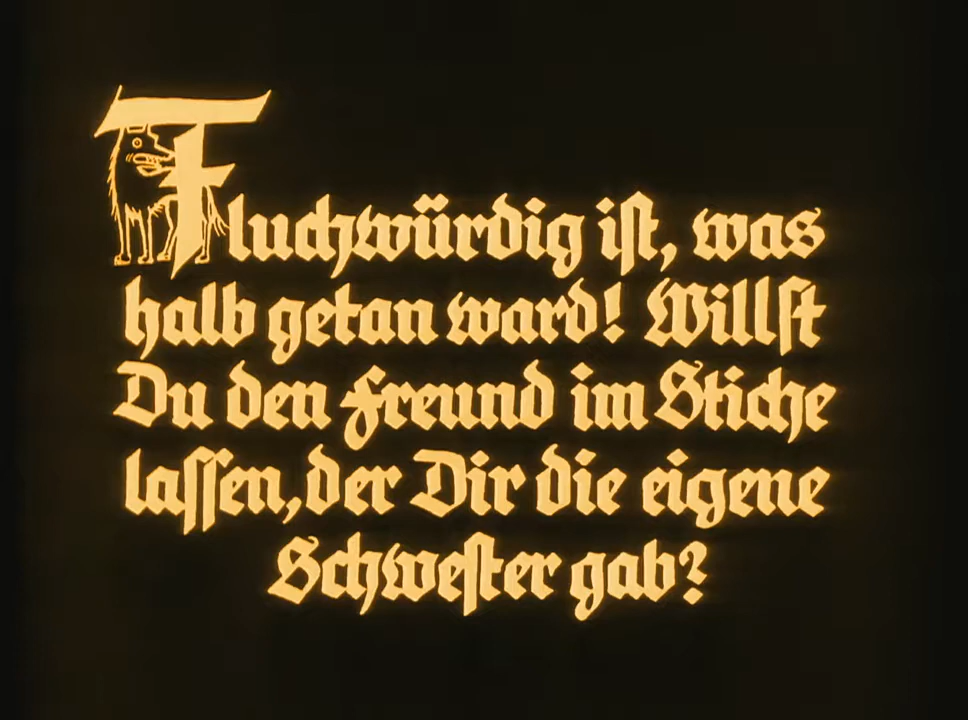 Fluchwürdig iſt, was
halb getan ward! Willſt
Du den Freund im Stiche
laſſen, der Dir die eigene
Schweſter gab?